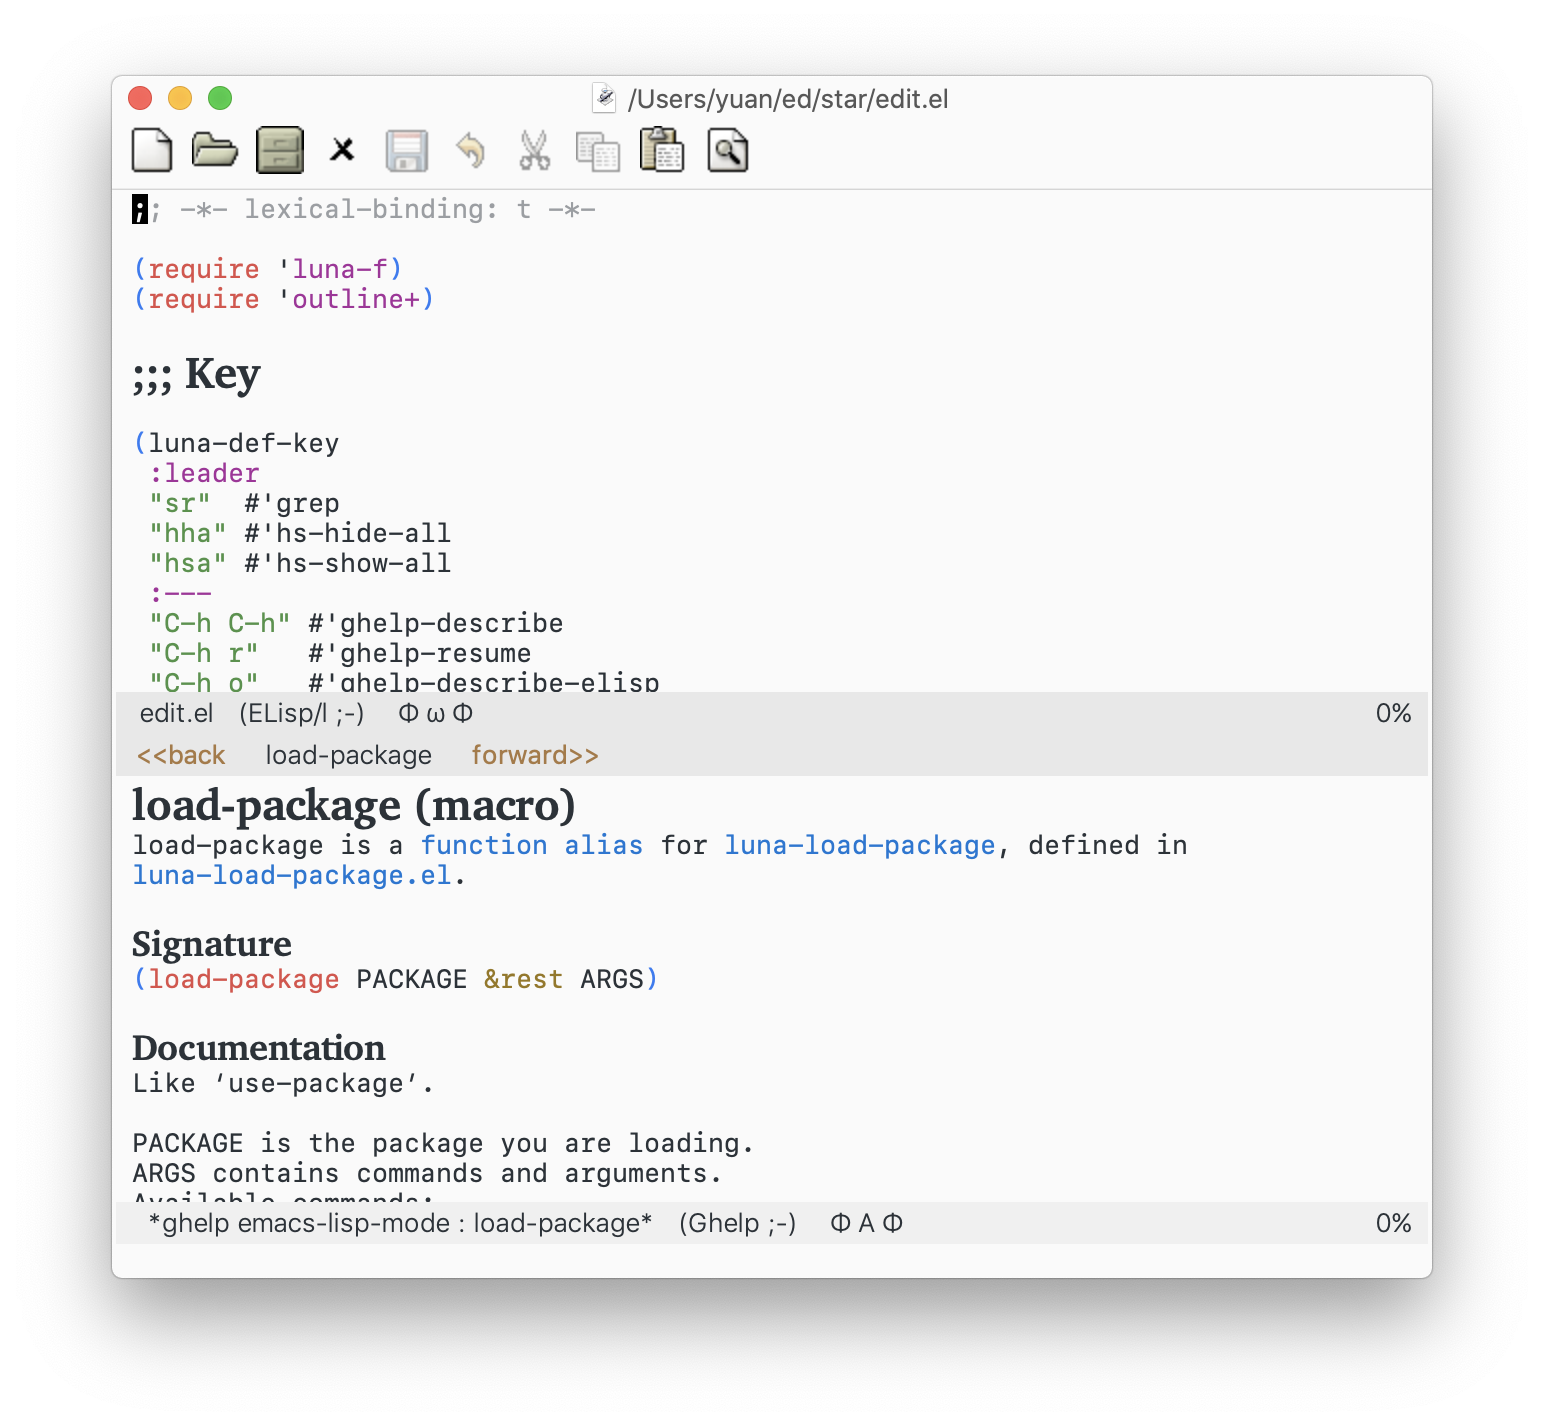 /Users/yuan/ed/star/edit.el
;; -*- lexical-binding: t -*-
(require 'luna-f)
(require 'outline+)
;;; Key
(luna-def-key
 :leader
 "sr"  #'grep
 "hha" #'hs-hide-all
 "hsa" #'hs-show-all
 :---
 "C-h C-h" #'ghelp-describe
 "C-h r"   #'ghelp-resume
 "C-h o"   #'ghelp-describe-elisp
edit.el   (ELisp/l ;-)    Φ ω Φ    0%
<<back    load-package    forward>>
load-package (macro)
load-package is a function alias for luna-load-package, defined in
luna-load-package.el.
Signature
(load-package PACKAGE &rest ARGS)
Documentation
Like ‘use-package’.
PACKAGE is the package you are loading.
ARGS contains commands and arguments.
Available commands:
*ghelp emacs-lisp-mode : load-package*   (Ghelp ;-)    Φ A Φ    0%